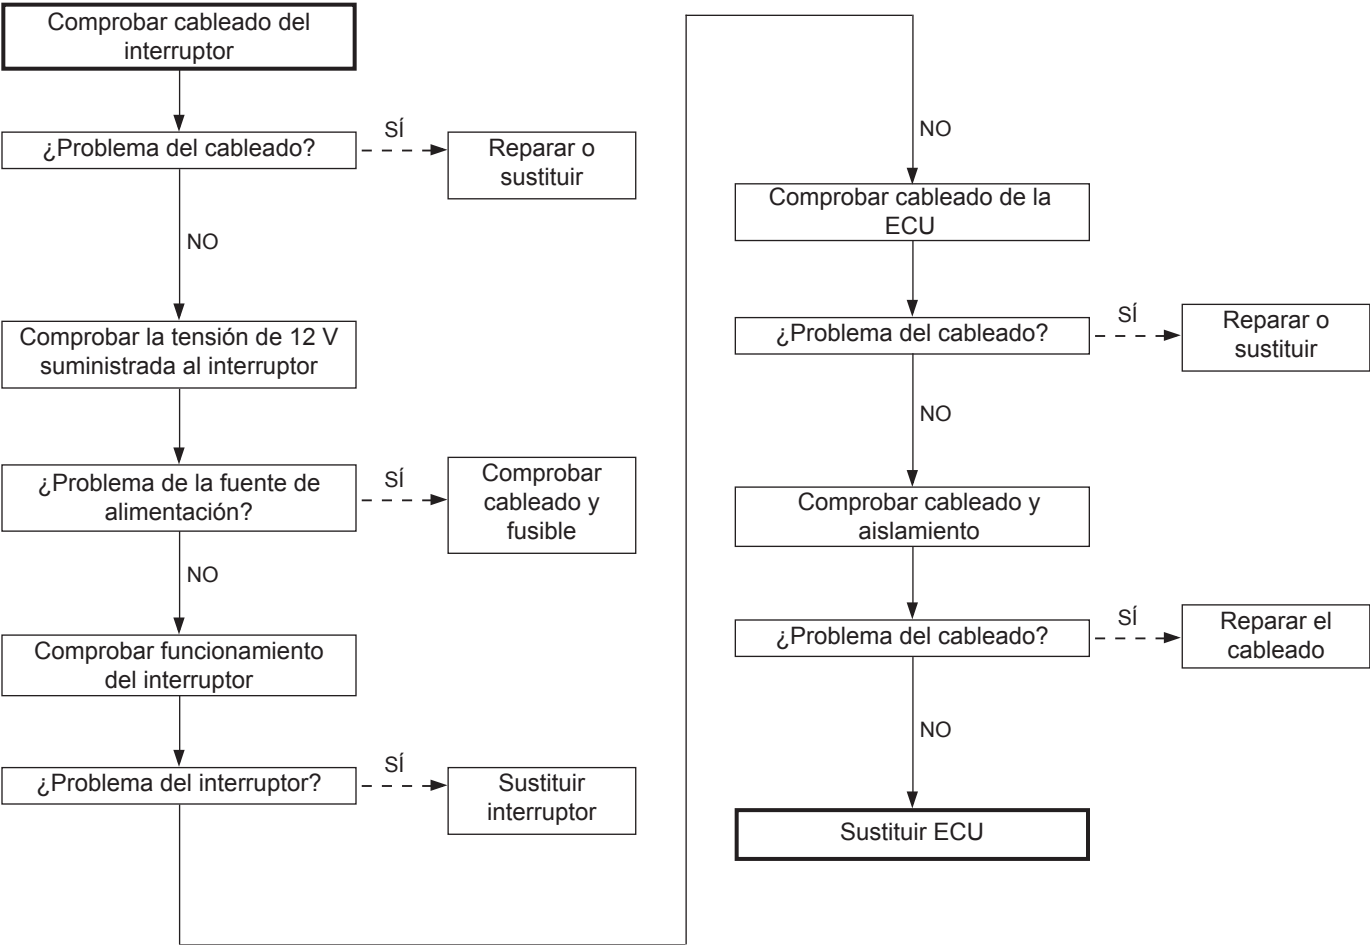 Comprobar cableado del
interruptor
¿Problema del cableado?
SÍ
Reparar o
sustituir
NO
Comprobar la tensión de 12 V
suministrada al interruptor
¿Problema de la fuente de
alimentación?
SÍ
Comprobar
cableado y
fusible
NO
Comprobar funcionamiento
del interruptor
¿Problema del interruptor?
SÍ
Sustituir
interruptor
NO
Comprobar cableado de la
ECU
¿Problema del cableado?
SÍ
Reparar o
sustituir
NO
Comprobar cableado y
aislamiento
¿Problema del cableado?
SÍ
Reparar el
cableado
NO
Sustituir ECU